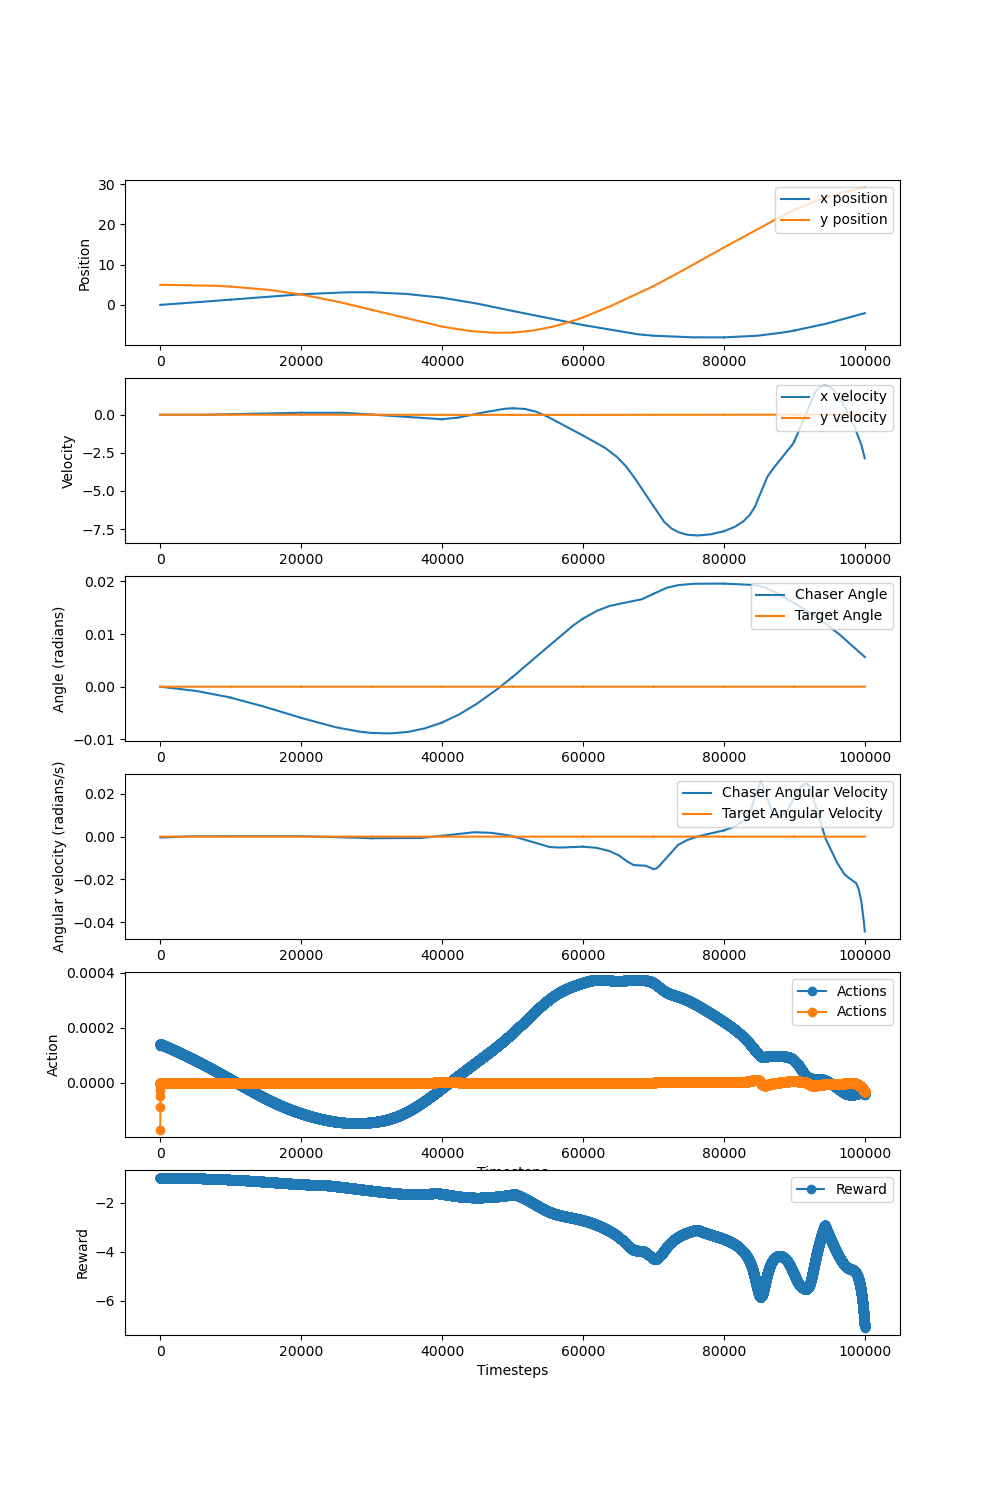 30
20
10
0
Position
x position
y position
0 20000 40000 60000 80000 100000
0.0
−2.5
−5.0
−7.5
Velocity
x velocity
y velocity
0 20000 40000 60000 80000 100000
0.02
0.01
0.00
−0.01
Angle (radians)
Chaser Angle
Target Angle
0 20000 40000 60000 80000 100000
0.02
0.00
−0.02
−0.04
Angular velocity (radians/s)
Chaser Angular Velocity
Target Angular Velocity
0 20000 40000 60000 80000 100000
0.0004
0.0002
0.0000
Action
Actions
Actions
0 20000 40000 60000 80000 100000
Timesteps
−2
−4
−6
Reward
Reward
0 20000 40000 60000 80000 100000
Timesteps